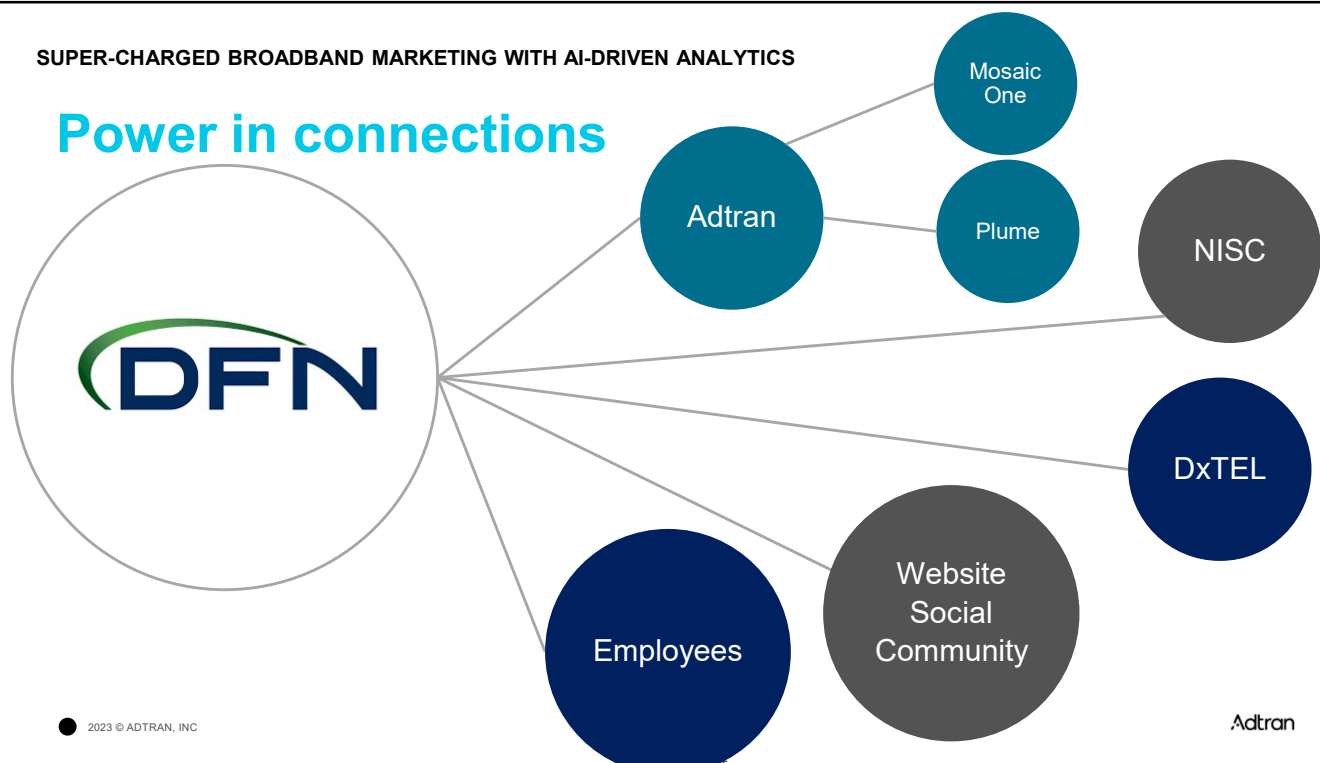 SUPER-CHARGED BROADBAND MARKETING WITH AI-DRIVEN ANALYTICS
Power in connections
Mosaic
One
Adtran
Plume
NISC
DFN
DxTEL
Website
Social
Community
Employees
2023 © ADTRAN, INC
Adtran